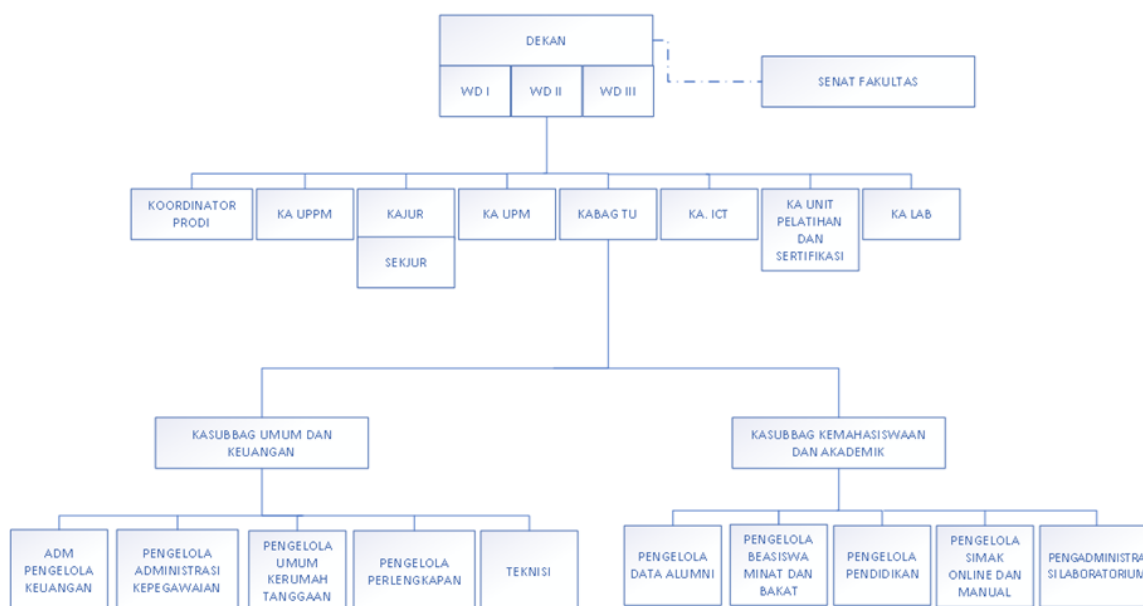 DEKAN
WD I
WD II
WD III
SENAT FAKULTAS
KOORDINATOR
PRODI
KA UPPM
KAJUR
SEKJUR
KA UPM
KABAG TU
KA. ICT
KA UNIT
PELATIHAN
DAN
SERTIFIKASI
KA LAB
KASUBBAG UMUM DAN
KEUANGAN
KASUBBAG KEMAHASISWAAN
DAN AKADEMIK
ADM
PENGELOLA
KEUANGAN
PENGELOLA
ADMINISTRASI
KEPEGAWAIAN
PENGELOLA
UMUM
KERUMAH
TANGGAAN
PENGELOLA
PERLENGKAPAN
TEKNISI
PENGELOLA
DATA ALUMNI
PENGELOLA
BEASISWA
MINAT DAN
BAKAT
PENGELOLA
PENDIDIKAN
PENGELOLA
SIMAK
ONLINE DAN
MANUAL
PENGADMINISTRA
SI LABORATORIUM